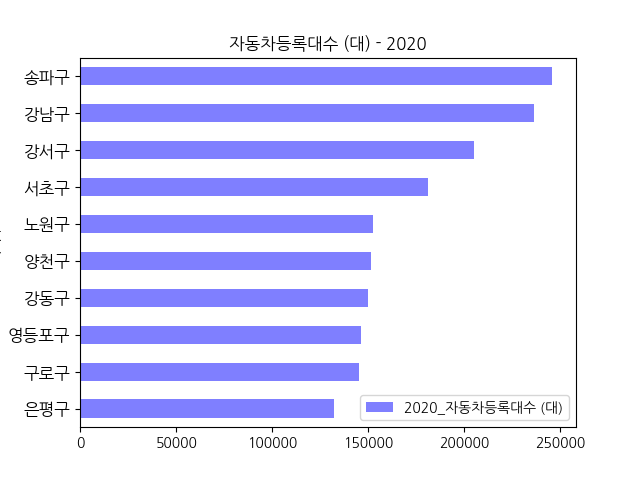 자동차등록대수 (대) - 2020
송파구
강남구
강서구
서초구
노원구
양천구
강동구
영등포구
구로구
은평구
2020_자동차등록대수 (대)
0 50000 100000 150000 200000 250000